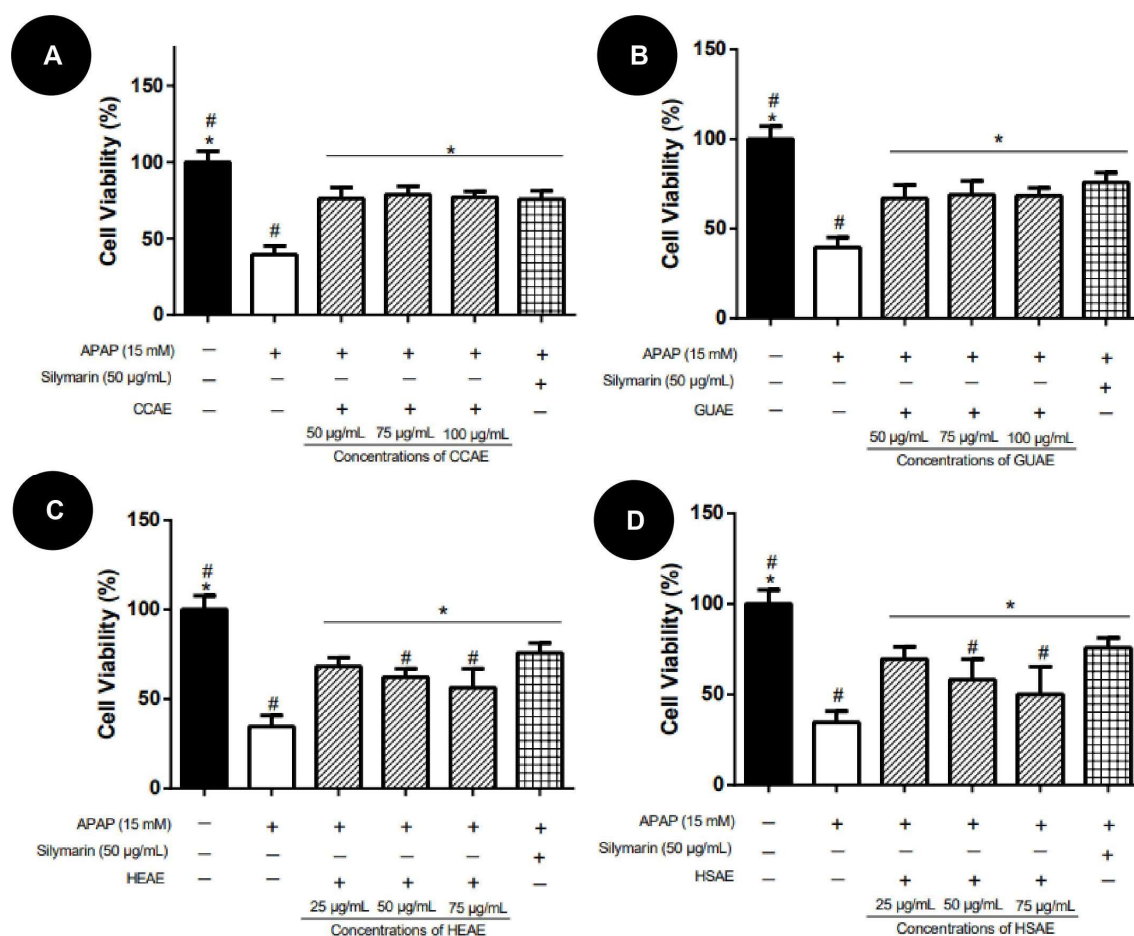 A
Cell Viability (%)
150
100
50
0
#
*
#
*
APAP (15 mM) — + + + + +
Silymarin (50 µg/mL) — — — — — +
CCAE — — + + + —
50 µg/mL 75 µg/mL 100 µg/mL
Concentrations of CCAE
B
Cell Viability (%)
150
100
50
0
#
*
#
*
APAP (15 mM) — + + + + +
Silymarin (50 µg/mL) — — — — — +
GUAE — — + + + —
50 µg/mL 75 µg/mL 100 µg/mL
Concentrations of GUAE
C
Cell Viability (%)
150
100
50
0
#
*
#
*
# #
APAP (15 mM) — + + + + +
Silymarin (50 µg/mL) — — — — — +
HEAE — — + + + —
25 µg/mL 50 µg/mL 75 µg/mL
Concentrations of HEAE
D
Cell Viability (%)
150
100
50
0
#
*
#
*
# #
APAP (15 mM) — + + + + +
Silymarin (50 µg/mL) — — — — — +
HSAE — — + + + —
25 µg/mL 50 µg/mL 75 µg/mL
Concentrations of HSAE